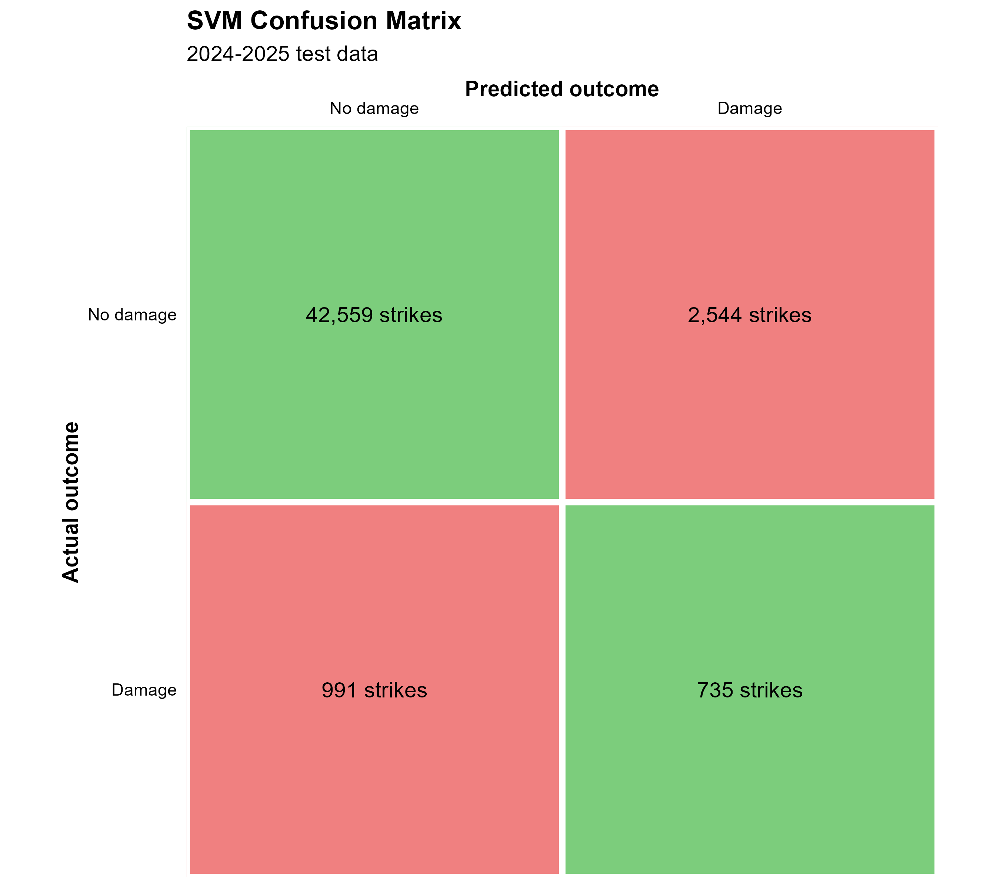 SVM Confusion Matrix
2024-2025 test data
Predicted outcome
No damage
Damage
Actual outcome
No damage
42,559 strikes
2,544 strikes
Damage
991 strikes
735 strikes